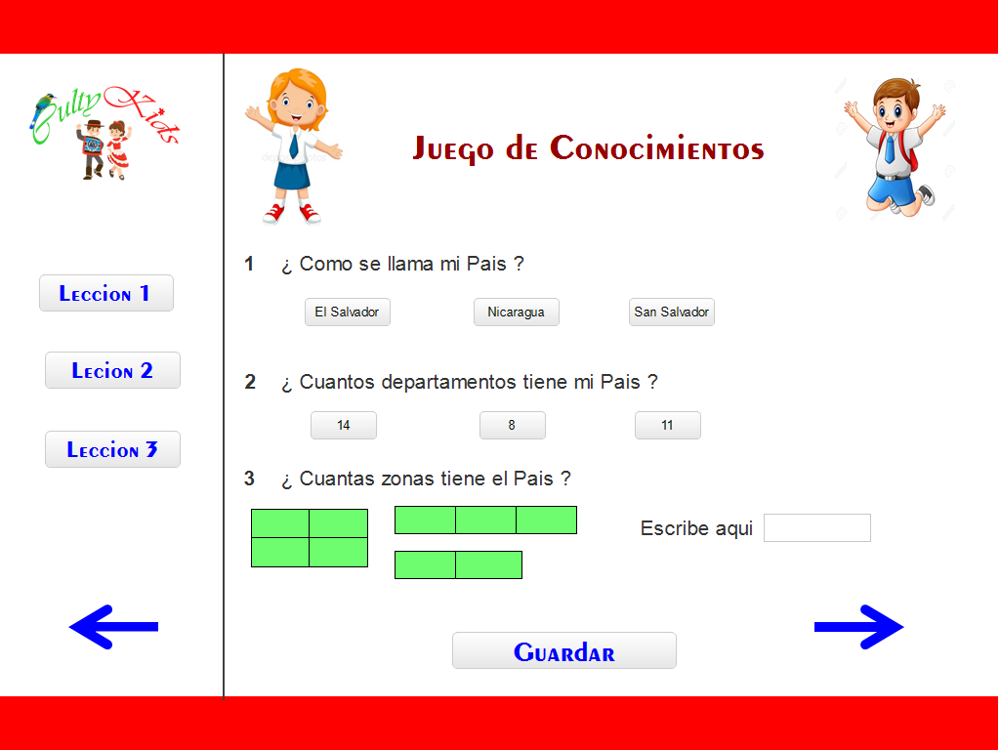 Culty Kids
Juego de Conocimientos
Leccion 1
Lecion 2
Leccion 3
1 ¿ Como se llama mi Pais ?
El Salvador Nicaragua San Salvador
2 ¿ Cuantos departamentos tiene mi Pais ?
14 8 11
3 ¿ Cuantas zonas tiene el Pais ?
Escribe aqui
Guardar